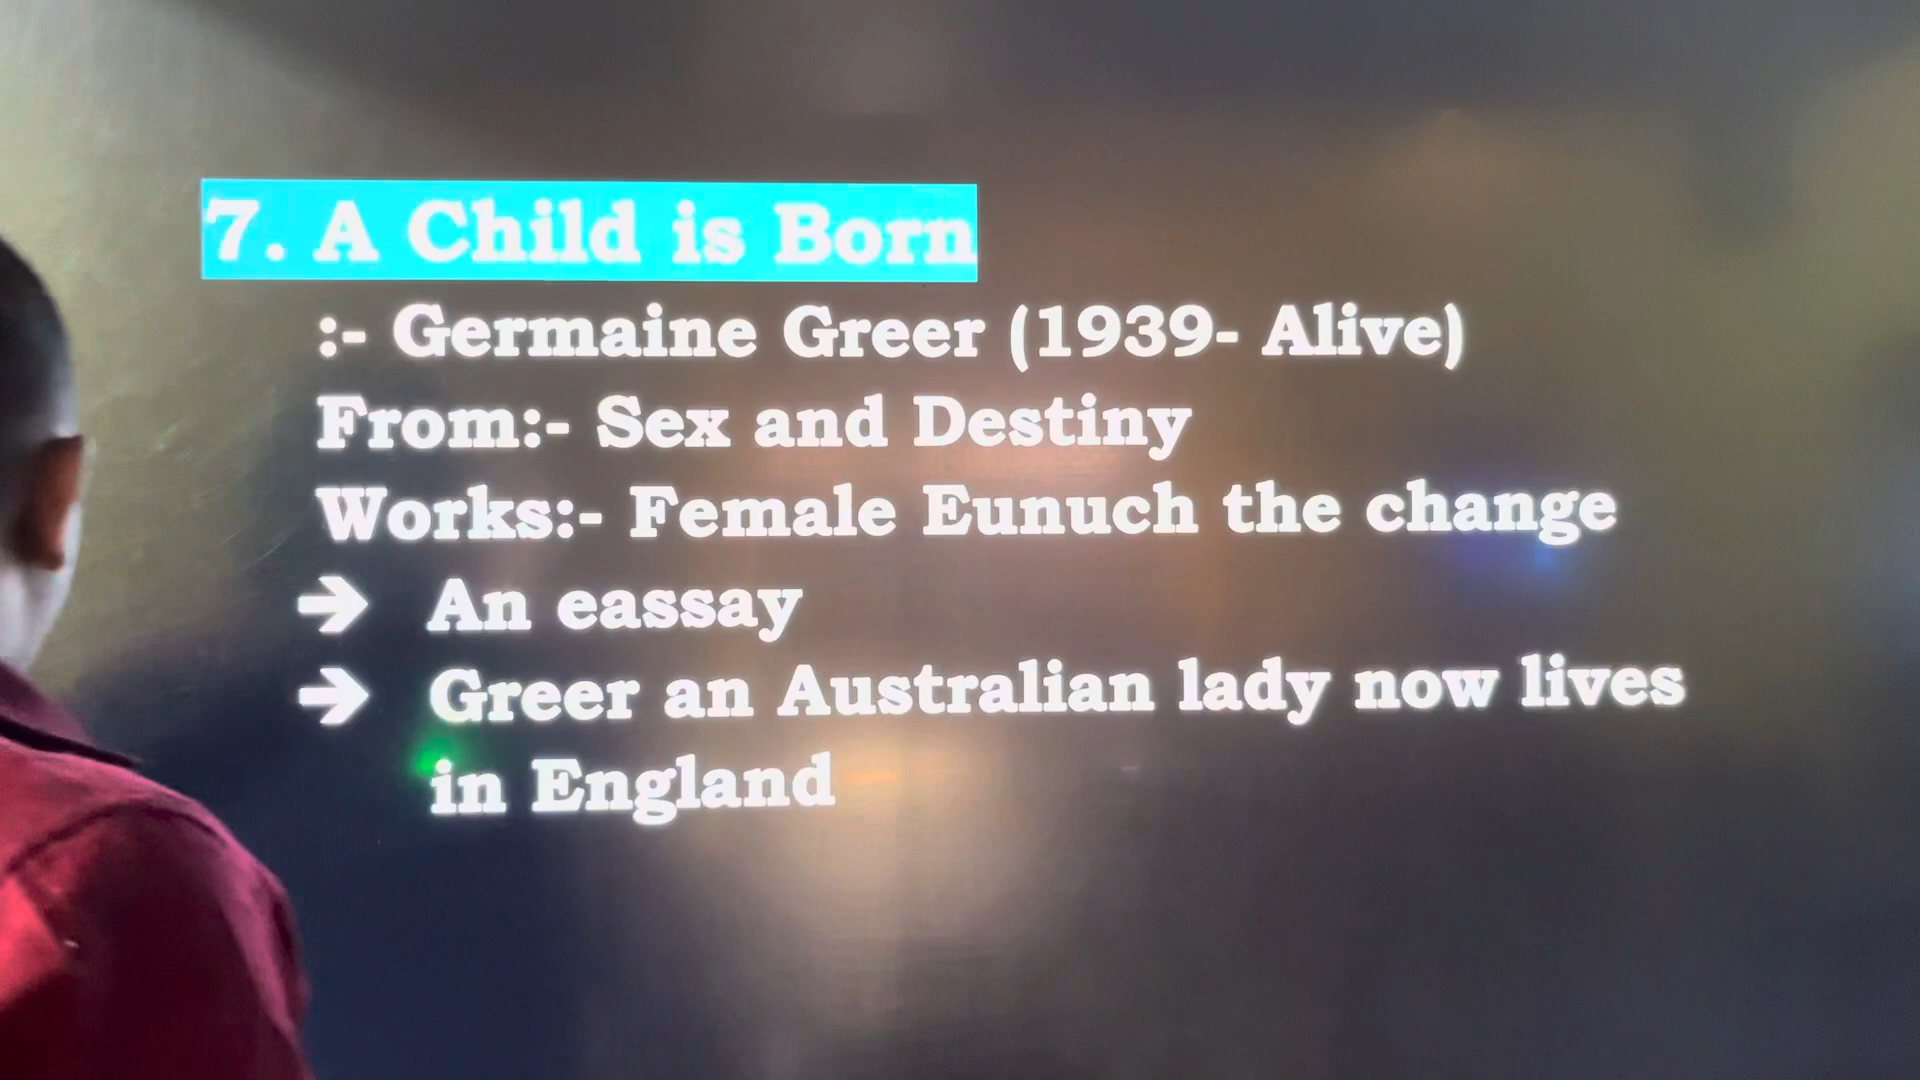 7. A Child is Born
:- Germaine Greer (1939- Alive)
From:- Sex and Destiny
Works:- Female Eunuch the change
➔ An eassay
➔ Greer an Australian lady now lives
in England